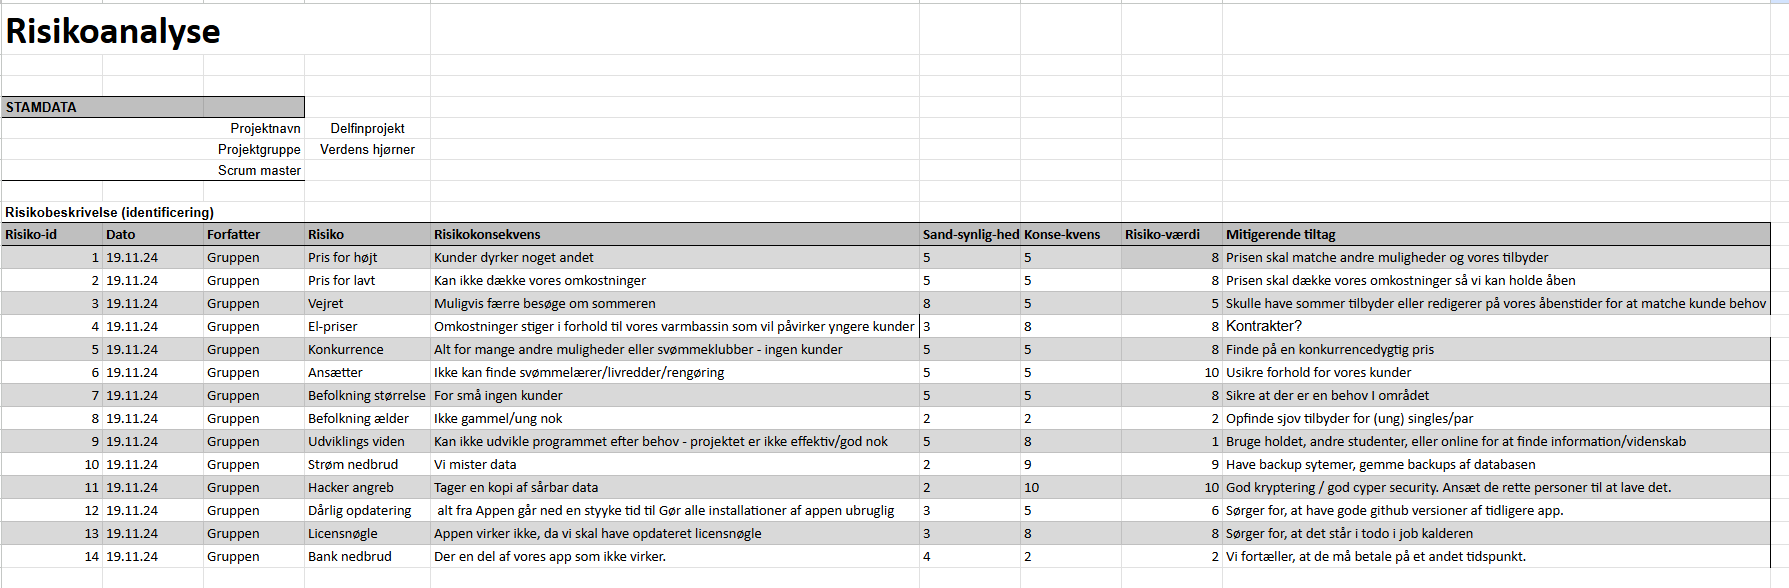 Risikoanalyse
STAMDATA
Projektnavn Delfinprojekt
Projektgruppe Verdens hjørner
Scrum master
Risikobeskrivelse (identificering)
Risiko-id Dato Forfatter Risiko Risikokonsekvens Sand-synlig-hed Konse-kvens Risiko-værdi Mitigerende tiltag
1 19.11.24 Gruppen Pris for højt Kunder dyrker noget andet 5 5 8 Prisen skal matche andre muligheder og vores tilbyder
2 19.11.24 Gruppen Pris for lavt Kan ikke dække vores omkostninger 5 5 8 Prisen skal dække vores omkostninger så vi kan holde åben
3 19.11.24 Gruppen Vejret Muligvis færre besøge om sommeren 8 5 5 Skulle have sommer tilbyder eller redigerer på vores åbenstider for at matche kunde behov
4 19.11.24 Gruppen El-priser Omkostninger stiger i forhold til vores varmbassin som vil påvirker yngere kunder 3 8 8 Kontrakter?
5 19.11.24 Gruppen Konkurrence Alt for mange andre muligheder eller svømmeklubber - ingen kunder 5 5 8 Finde på en konkurrencedygtig pris
6 19.11.24 Gruppen Ansætter Ikke kan finde svømmelærer/livredder/rengøring 5 5 10 Usikre forhold for vores kunder
7 19.11.24 Gruppen Befolkning størrelse For små ingen kunder 5 5 8 Sikre at der er en behov I området
8 19.11.24 Gruppen Befolkning ælder Ikke gammel/ung nok 2 2 2 Opfinde sjov tilbyder for (ung) singles/par
9 19.11.24 Gruppen Udviklings viden Kan ikke udvikle programmet efter behov - projektet er ikke effektiv/god nok 5 8 1 Bruge holdet, andre studenter, eller online for at finde information/videnskab
10 19.11.24 Gruppen Strøm nedbrud Vi mister data 2 9 9 Have backup sytemer, gemme backups af databasen
11 19.11.24 Gruppen Hacker angreb Tager en kopi af sårbar data 2 10 10 God kryptering / god cyper security. Ansæt de rette personer til at lave det.
12 19.11.24 Gruppen Dårlig opdatering alt fra Appen går ned en styyke tid til Gør alle installationer af appen ubruglig 3 5 6 Sørger for, at have gode github versioner af tidligere app.
13 19.11.24 Gruppen Licensnøgle Appen virker ikke, da vi skal have opdateret licensnøgle 3 8 8 Sørger for, at det står i todo i job kalderen
14 19.11.24 Gruppen Bank nedbrud Der en del af vores app som ikke virker. 4 2 2 Vi fortæller, at de må betale på et andet tidspunkt.